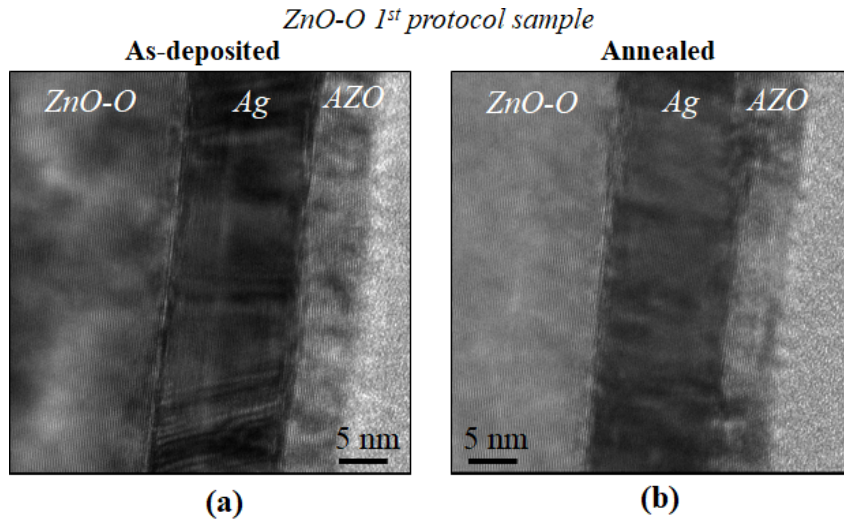 ZnO-O 1st protocol sample
As-deposited
Annealed
ZnO-O Ag AZO
ZnO-O Ag AZO
5 nm
5 nm
(a)
(b)